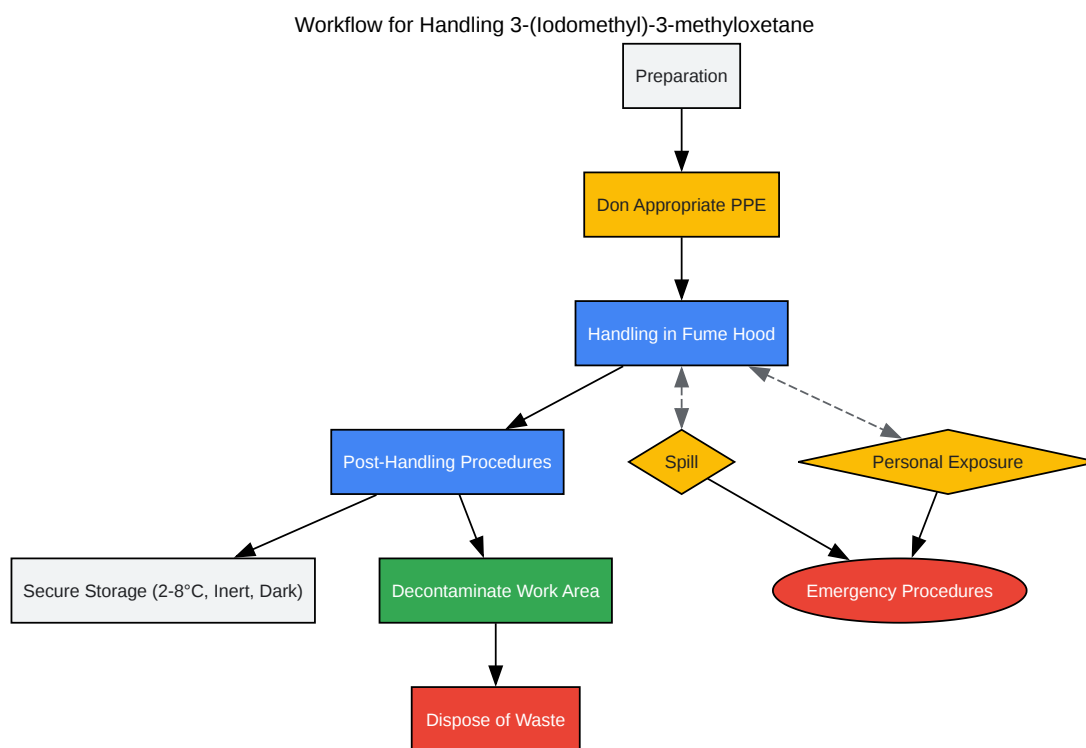 Workflow for Handling 3-(Iodomethyl)-3-methyloxetane
Preparation
Don Appropriate PPE
Handling in Fume Hood
Post-Handling Procedures
Spill
Personal Exposure
Secure Storage (2-8°C, Inert, Dark)
Decontaminate Work Area
Emergency Procedures
Dispose of Waste